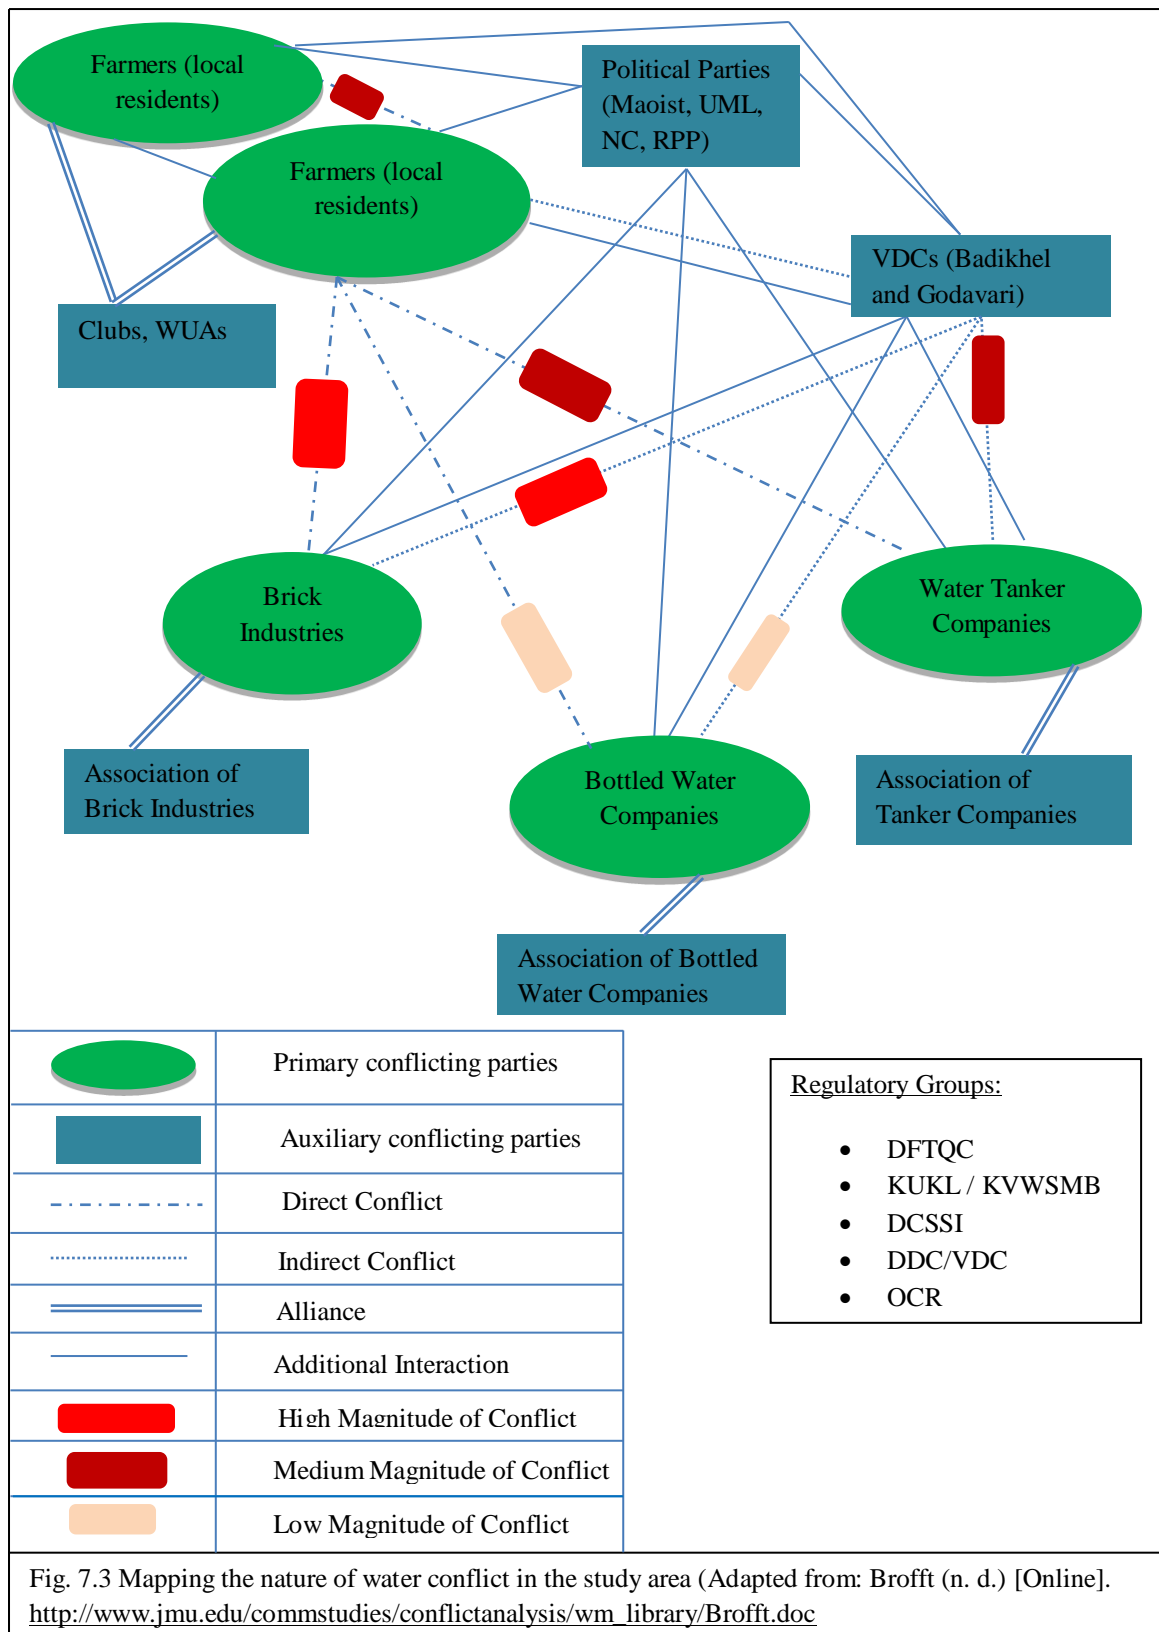 Farmers (local
residents)
Political Parties
(Maoist, UML,
NC, RPP)
Farmers (local
residents)
VDCs (Badikhel
and Godavari)
Clubs, WUAs
Brick
Industries
Water Tanker
Companies
Association of
Brick Industries
Bottled Water
Companies
Association of
Tanker Companies
Association of Bottled
Water Companies
Primary conflicting parties
Auxiliary conflicting parties
Direct Conflict
Indirect Conflict
Alliance
Additional Interaction
High Magnitude of Conflict
Medium Magnitude of Conflict
Low Magnitude of Conflict
Regulatory Groups:
• DFTQC
• KUKL / KVWSMB
• DCSSI
• DDC/VDC
• OCR
Fig. 7.3 Mapping the nature of water conflict in the study area (Adapted from: Brofft (n. d.) [Online].
http://www.jmu.edu/commstudies/conflictanalysis/wm_library/Brofft.doc